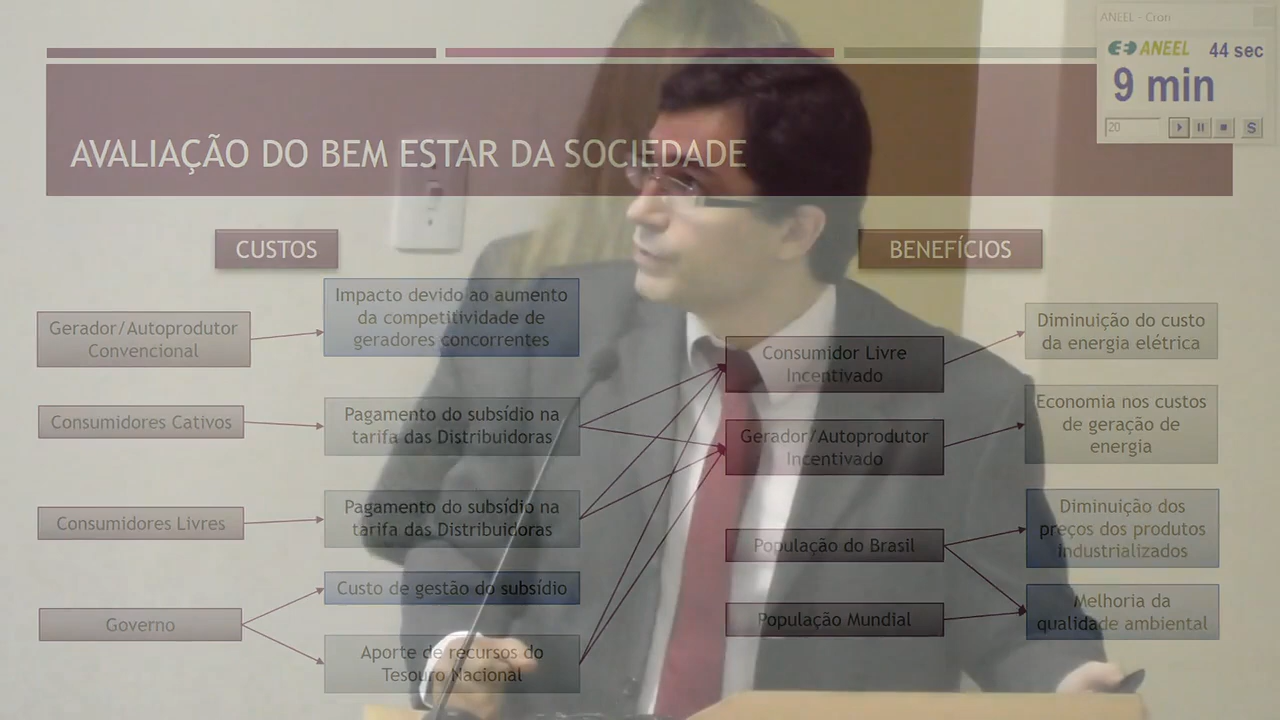 ANEEL - Cron
ANEEL
44 sec
9 min
20
S
AVALIAÇÃO DO BEM ESTAR DA SOCIEDADE
CUSTOS
BENEFÍCIOS
Gerador/Autoprodutor
Convencional
Impacto devido ao aumento
da competitividade de
geradores concorrentes
Consumidores Cativos
Pagamento do subsídio na
tarifa das Distribuidoras
Consumidores Livres
Pagamento do subsídio na
tarifa das Distribuidoras
Governo
Custo de gestão do subsídio
Aporte de recursos do
Tesouro Nacional
Consumidor Livre
Incentivado
Diminuição do custo
da energia elétrica
Gerador/Autoprodutor
Incentivado
Economia nos custos
de geração de
energia
População do Brasil
Diminuição dos
preços dos produtos
industrializados
População Mundial
Melhoria da
qualidade ambiental